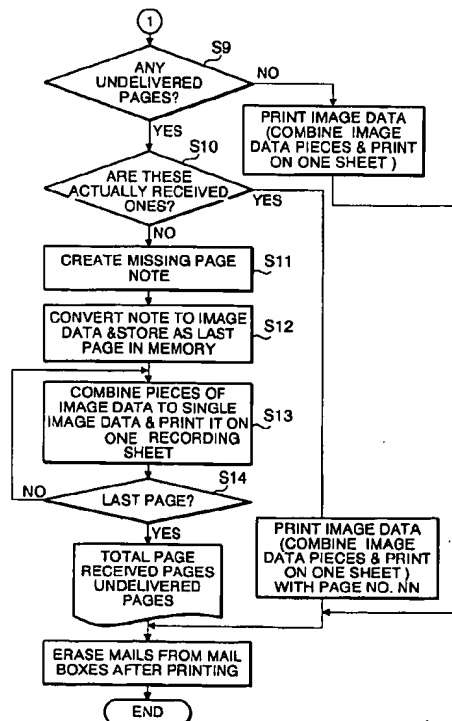 1
S9
ANY
UNDELIVERED
PAGES?
NO
YES
PRINT IMAGE DATA
(COMBINE IMAGE
DATA PIECES & PRINT
ON ONE SHEET )
S10
ARE THESE
ACTUALLY RECEIVED
ONES?
YES
NO
S11
CREATE MISSING PAGE
NOTE
S12
CONVERT NOTE TO IMAGE
DATA &STORE AS LAST
PAGE IN MEMORY
S13
COMBINE PIECES OF
IMAGE DATA TO SINGLE
IMAGE DATA & PRINT IT ON
ONE RECORDING
SHEET
S14
NO
LAST PAGE?
YES
TOTAL PAGE
RECEIVED PAGES
UNDELIVERED
PAGES
PRINT IMAGE DATA
(COMBINE IMAGE
DATA PIECES & PRINT
ON ONE SHEET )
WITH PAGE NO. NN
ERASE MAILS FROM MAIL
BOXES AFTER PRINTING
END